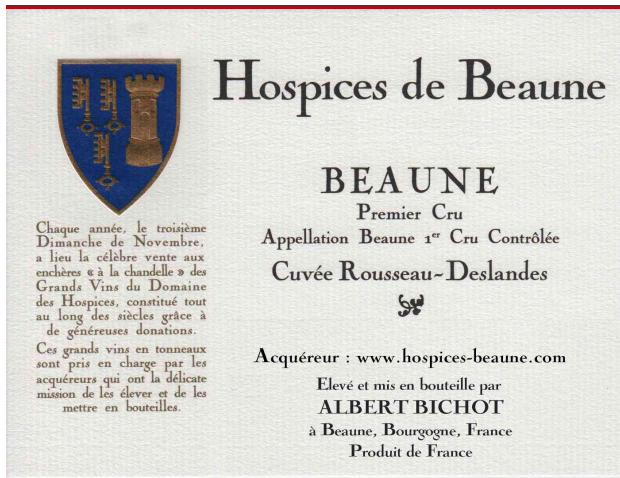 Hospices de Beaune
BEAUNE
Premier Cru
Appellation Beaune 1er Cru Contrôlée
Cuvée Rousseau-Deslandes
Acquéreur : www.hospices-beaune.com
Elevé et mis en bouteille par
ALBERT BICHOT
à Beaune, Bourgogne, France
Produit de France
Chaque année, le troisième
Dimanche de Novembre,
a lieu la célèbre vente aux
enchères « à la chandelle » des
Grands Vins du Domaine
des Hospices, constitué tout
au long des siècles grâce à
de généreuses donations.
Ces grands vins en tonneaux
sont pris en charge par les
acquéreurs qui ont la délicate
mission de les élever et de les
mettre en bouteilles.